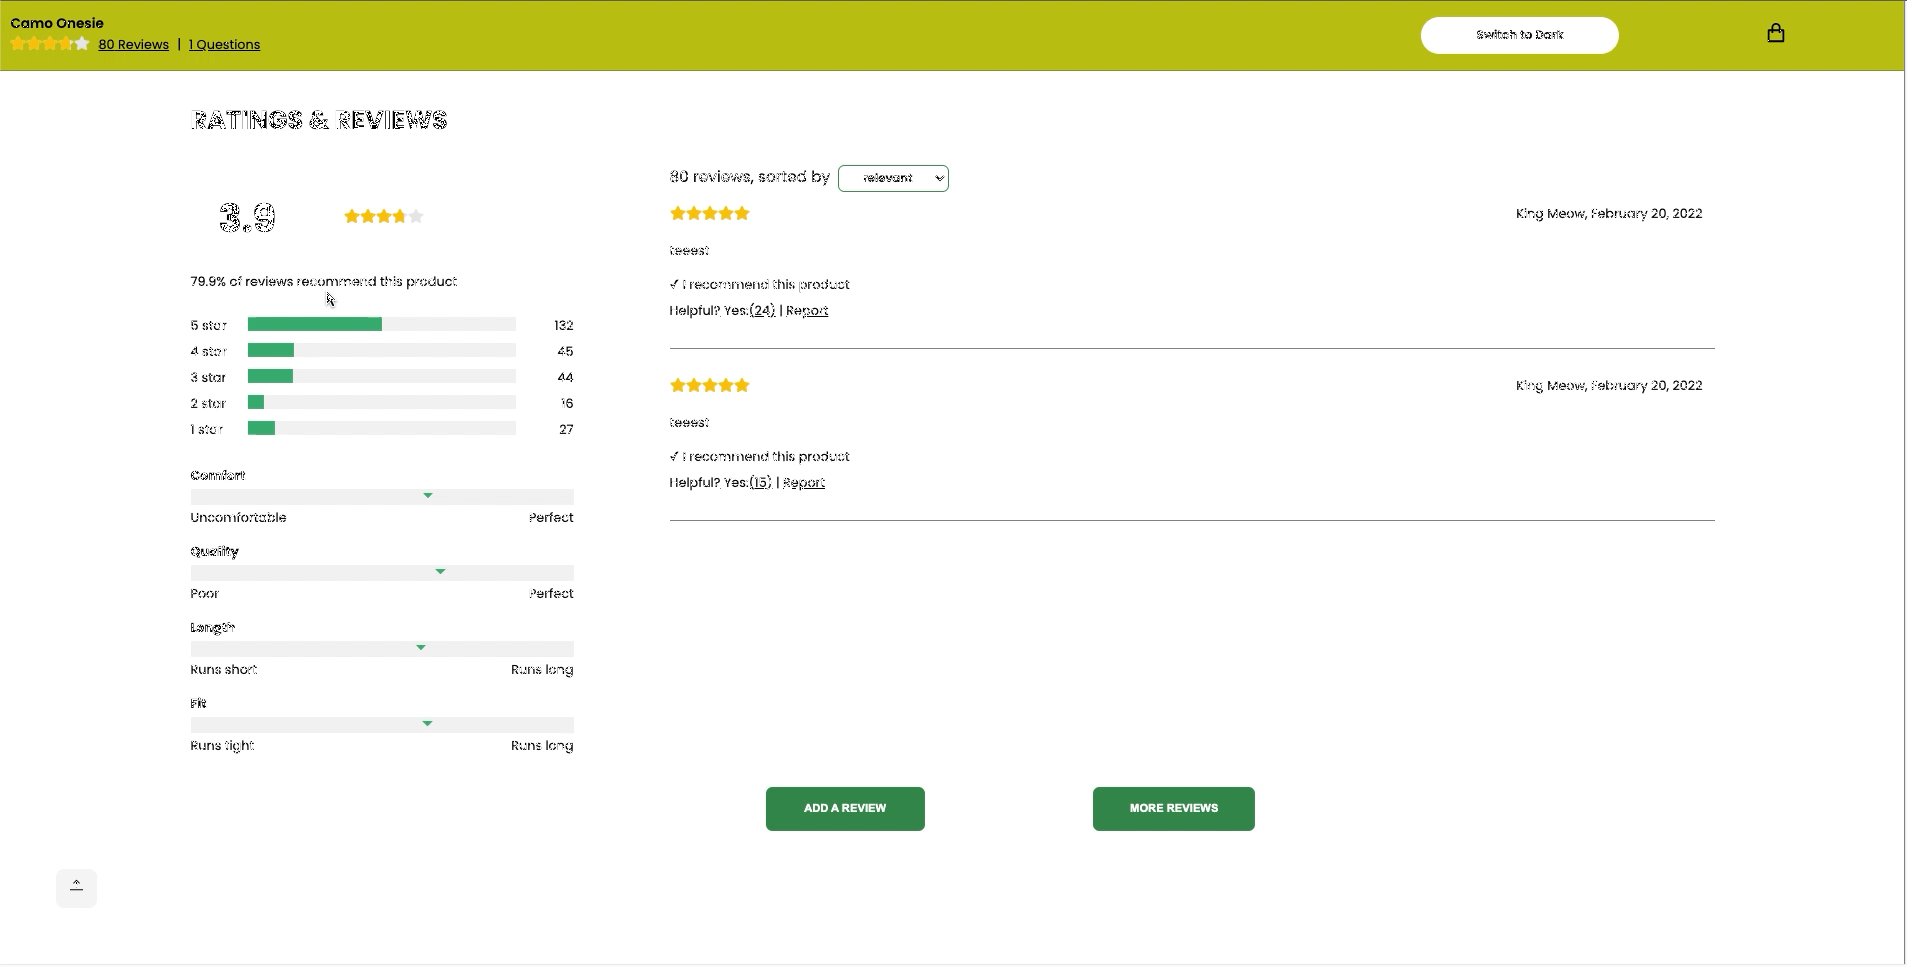 Camo Onesie
80 Reviews | 1 Questions
Switch to Dark
RATINGS & REVIEWS
3.9
79.9% of reviews recommend this product
5 star 132
4 star 45
3 star 44
2 star 16
1 star 27
Comfort
Uncomfortable Perfect
Quality
Poor Perfect
Length
Runs short Runs long
Fit
Runs tight Runs long
80 reviews, sorted by relevant
King Meow, February 20, 2022
teeest
✓ I recommend this product
Helpful? Yes:(24) | Report
King Meow, February 20, 2022
teeest
✓ I recommend this product
Helpful? Yes:(15) | Report
ADD A REVIEW
MORE REVIEWS